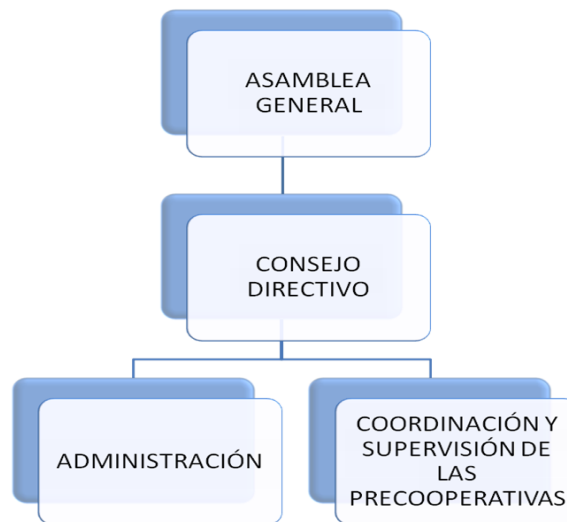 ASAMBLEA
GENERAL
CONSEJO
DIRECTIVO
ADMINISTRACIÓN
COORDINACIÓN Y
SUPERVISIÓN DE
LAS
PRECOOPERATIVAS